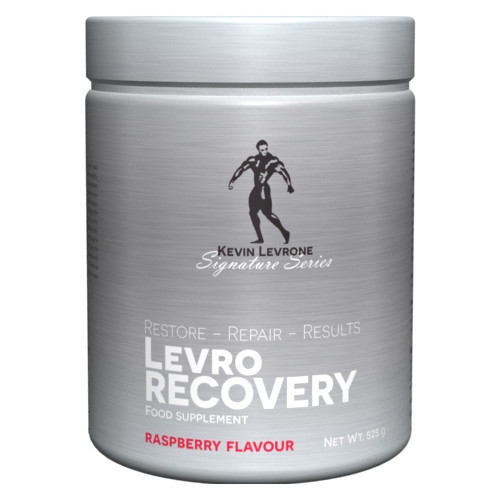 KEVIN LEVRONE
Signature Series
RESTORE - REPAIR - RESULTS
LEVRO
RECOVERY
FOOD SUPPLEMENT
RASPBERRY FLAVOUR
NET WT. 525 g